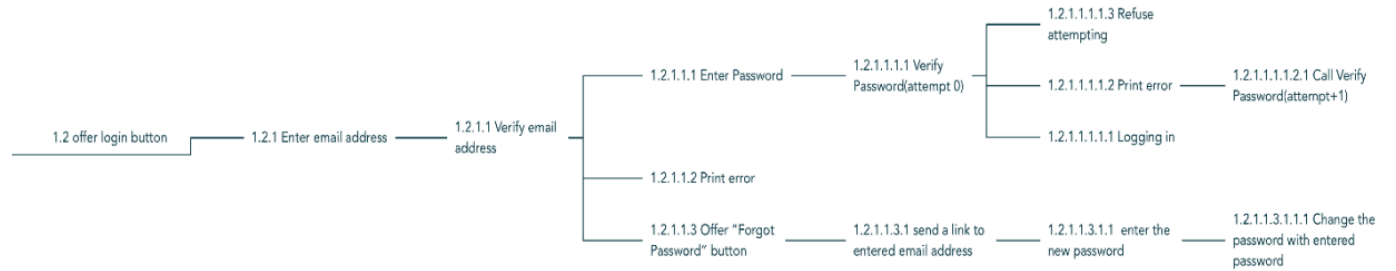 1.2 offer login button
1.2.1 Enter email address
1.2.1.1 Verify email
address
1.2.1.1.1 Enter Password
1.2.1.1.1.1 Verify
Password(attempt 0)
1.2.1.1.1.1.3 Refuse
attempting
1.2.1.1.1.1.2 Print error
1.2.1.1.1.1.2.1 Call Verify
Password(attempt+1)
1.2.1.1.1.1.1 Logging in
1.2.1.1.2 Print error
1.2.1.1.3 Offer “Forgot
Password” button
1.2.1.1.3.1 send a link to
entered email address
1.2.1.1.3.1.1 enter the
new password
1.2.1.1.3.1.1.1 Change the
password with entered
password